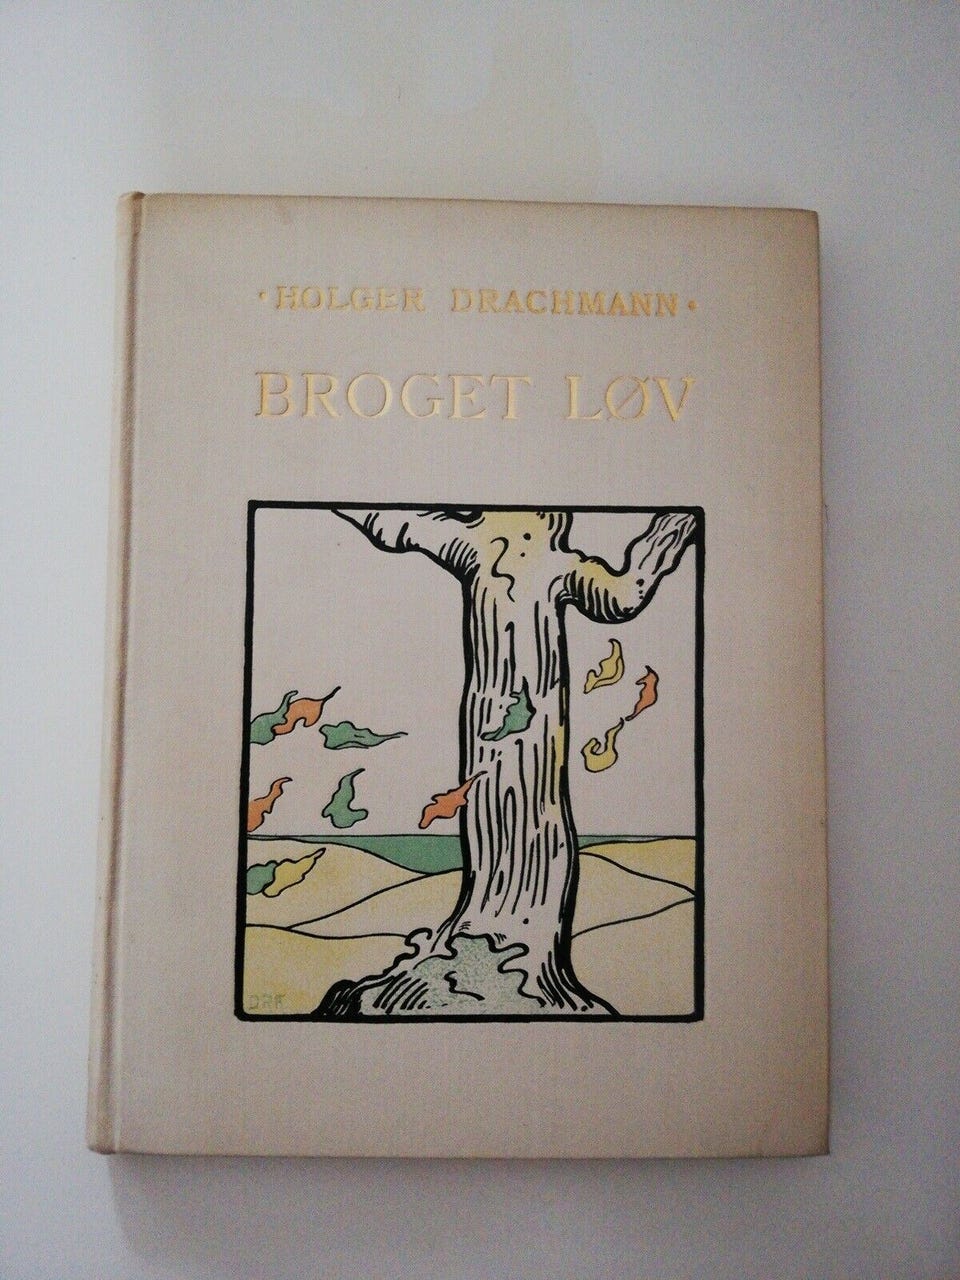 · HOLGER DRACHMANN ·
BROGET LØV